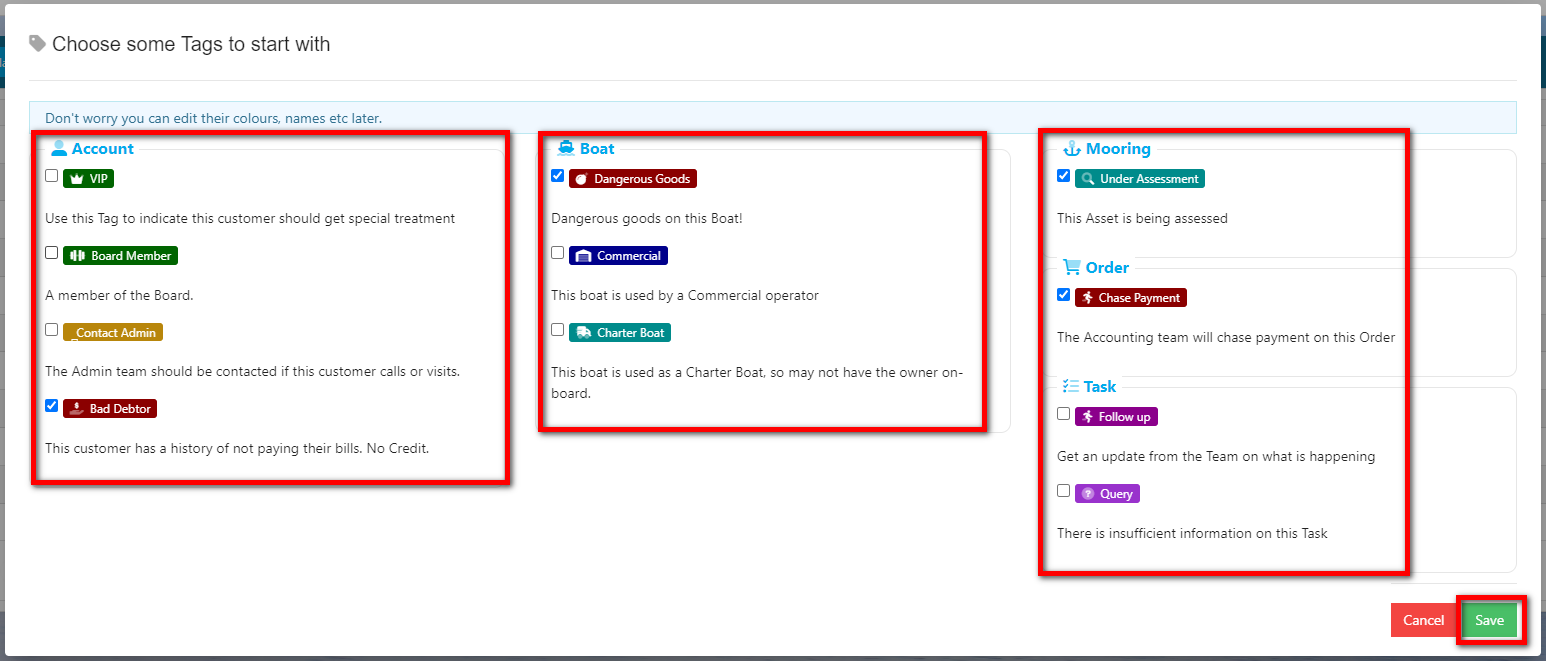 Choose some Tags to start with
Don't worry you can edit their colours, names etc later.
Account
VIP
Use this Tag to indicate this customer should get special treatment
Board Member
A member of the Board.
Contact Admin
The Admin team should be contacted if this customer calls or visits.
Bad Debtor
This customer has a history of not paying their bills. No Credit.
Boat
Dangerous Goods
Dangerous goods on this Boat!
Commercial
This boat is used by a Commercial operator
Charter Boat
This boat is used as a Charter Boat, so may not have the owner on-
board.
Mooring
Under Assessment
This Asset is being assessed
Order
Chase Payment
The Accounting team will chase payment on this Order
Task
Follow up
Get an update from the Team on what is happening
Query
There is insufficient information on this Task
Cancel
Save